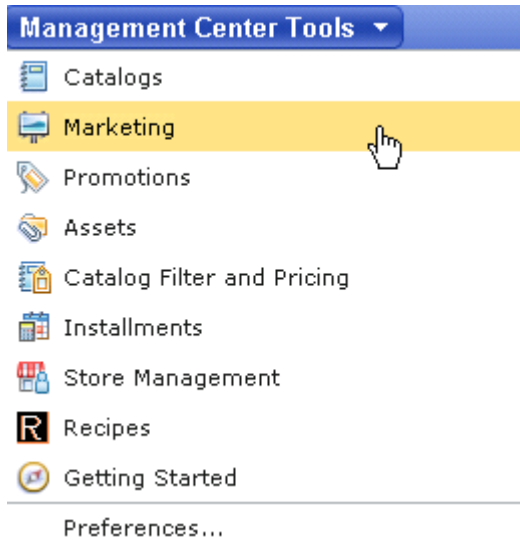 Management Center Tools
Catalogs
Marketing
Promotions
Assets
Catalog Filter and Pricing
Installments
Store Management
R Recipes
Getting Started
Preferences...